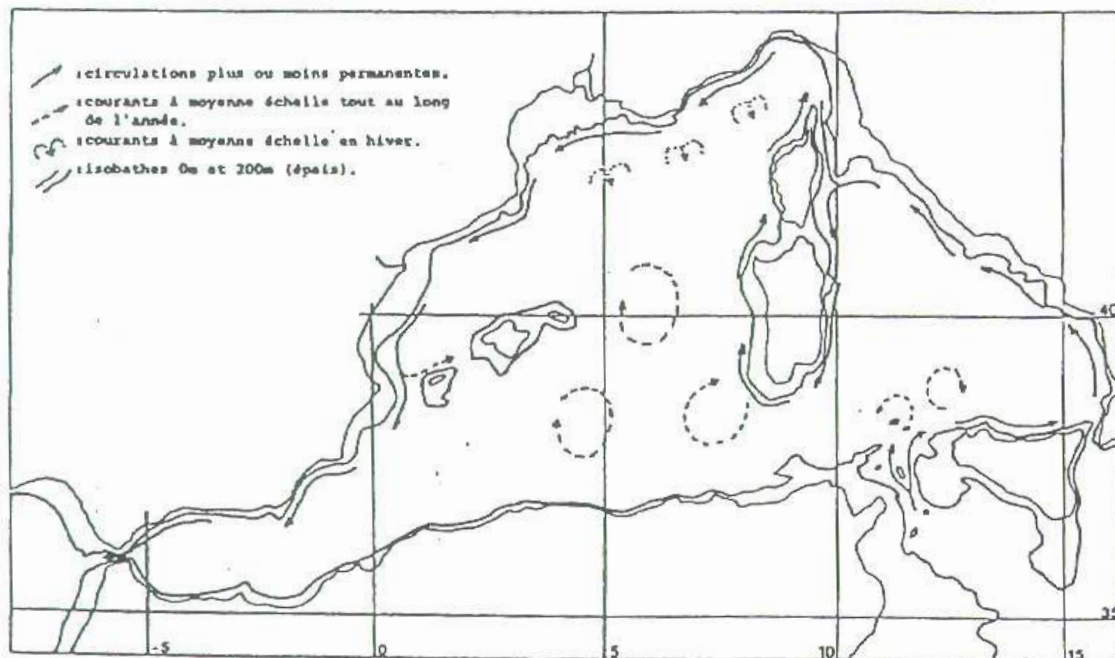 :circulations plus ou moins permanentes.
:courants à moyenne échelle tout au long
de l'année.
:courants à moyenne échelle en hiver.
:isobathes 0m et 200m (épais).
40
35
-5
0
5
10
15